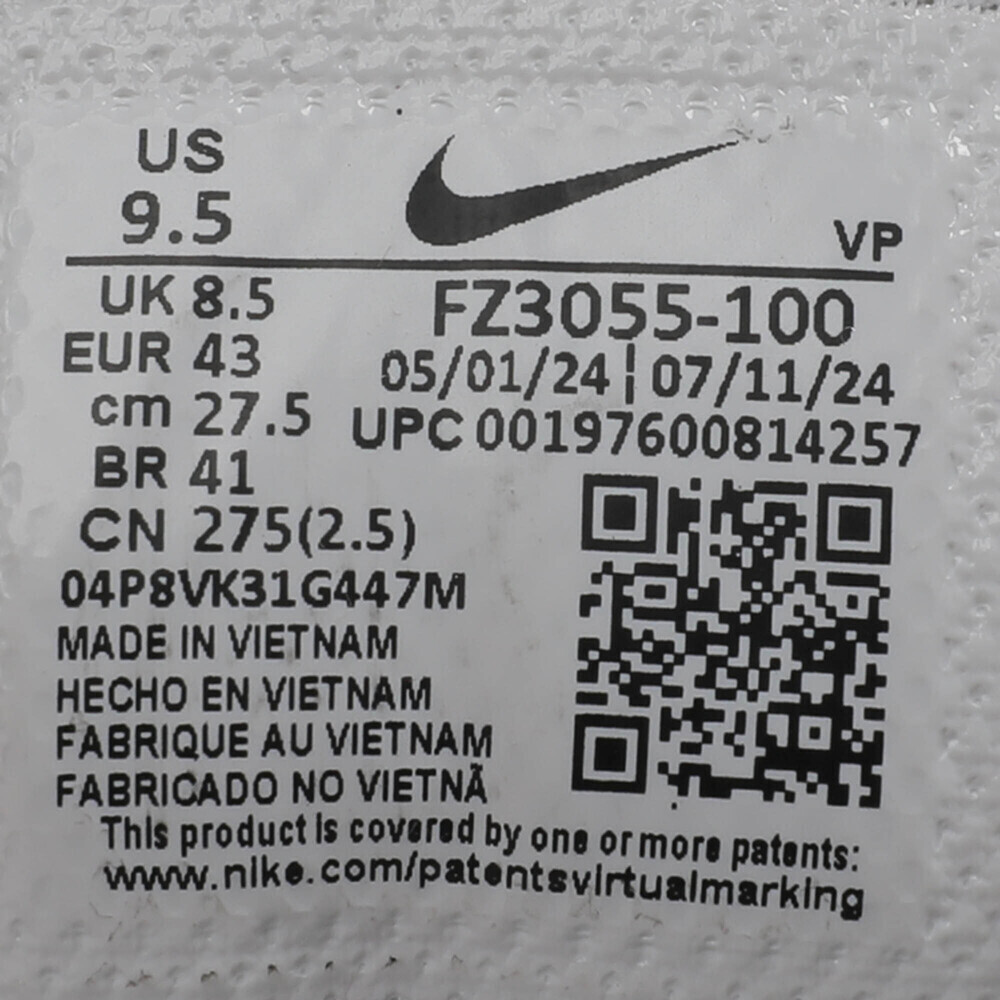 US
9.5
VP
UK 8.5
EUR 43
cm 27.5
BR 41
CN 275(2.5)
FZ3055-100
05/01/24 | 07/11/24
UPC 00197600814257
04P8VK31G447M
MADE IN VIETNAM
HECHO EN VIETNAM
FABRIQUE AU VIETNAM
FABRICADO NO VIETNÃ
This product is covered by one or more patents:
www.nike.com/patentsvirtualmarking